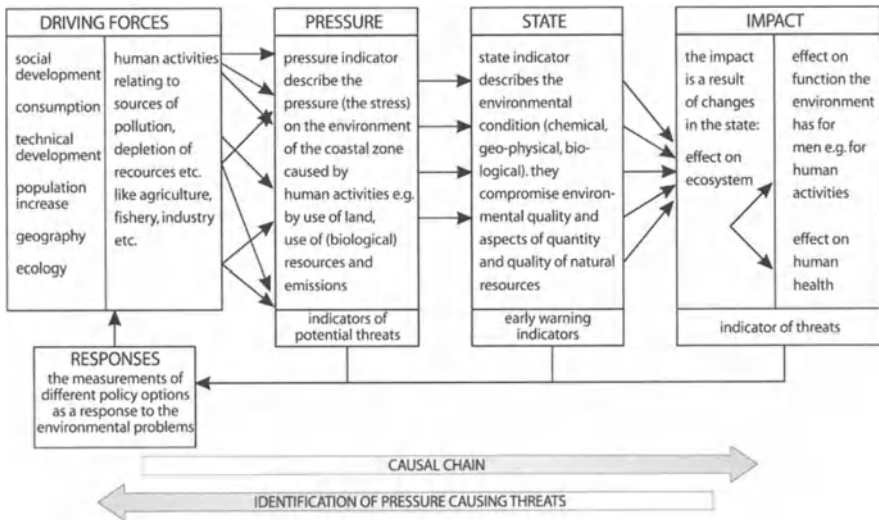 DRIVING FORCES
social
development
consumption
technical
development
population
increase
geography
ecology
human activities
relating to
sources of
pollution,
depletion of
recources etc.
like agriculture,
fishery, industry
etc.
PRESSURE
pressure indicator
describe the
pressure (the stress)
on the environment
of the coastal zone
caused by
human activities e.g.
by use of land,
use of (biological)
resources and
emissions
indicators of
potential threats
STATE
state indicator
describes the
environmental
condition (chemical,
geo-physical, bio-
logical). they
compromise environ-
mental quality and
aspects of quantity
and quality of natural
resources
early warning
indicators
IMPACT
the impact
is a result
of changes
in the state:
effect on
ecosystem
effect on
function the
environment
has for
men e.g. for
human
activities
effect on
human
health
indicator of threats
RESPONSES
the measurements of
different policy options
as a response to the
environmental problems
CAUSAL CHAIN
IDENTIFICATION OF PRESSURE CAUSING THREATS